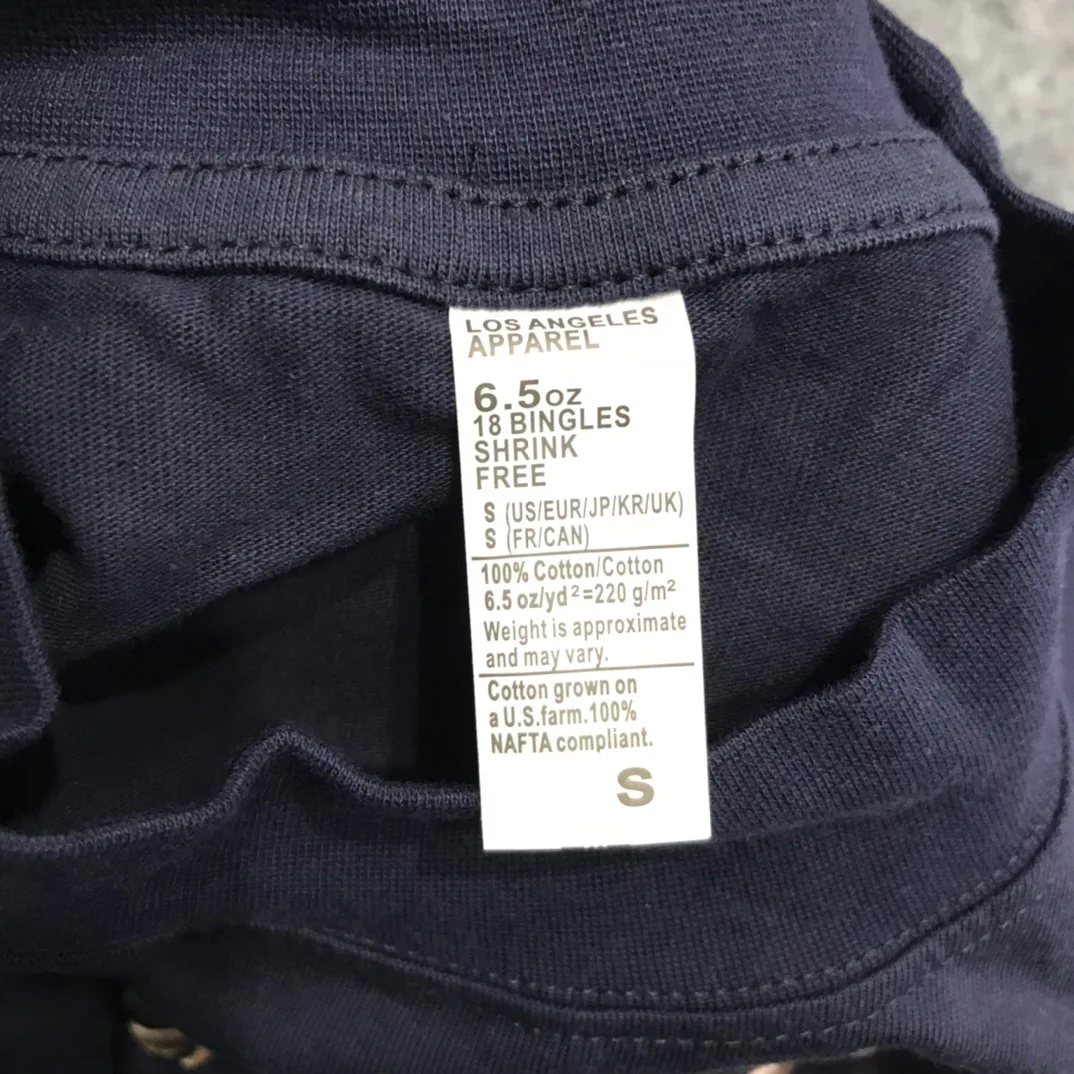 LOS ANGELES
APPAREL
6.5oz
18 BINGLES
SHRINK
FREE
S (US/EUR/JP/KR/UK)
S (FR/CAN)
100% Cotton/Cotton
6.5 oz/yd²=220 g/m²
Weight is approximate
and may vary.
Cotton grown on
a U.S.farm.100%
NAFTA compliant.
S